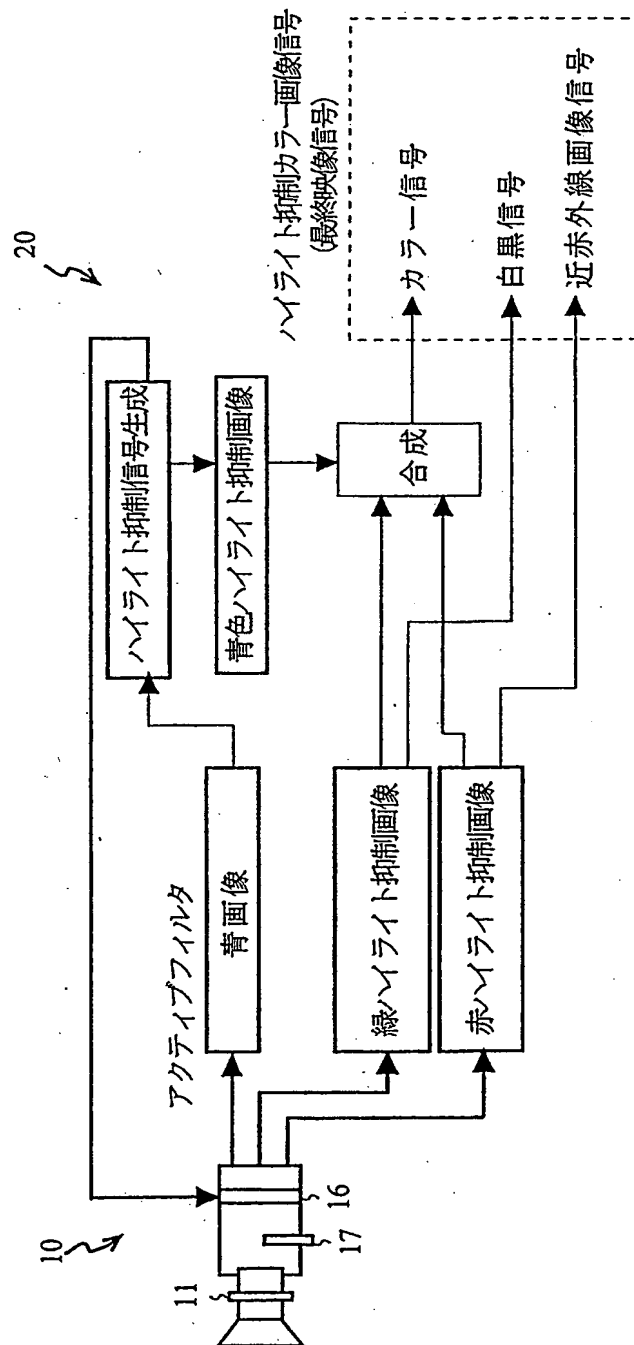 10
20
11
17
16
アクティブフィルタ
青画像
緑ハイライト抑制画像
赤ハイライト抑制画像
ハイライト抑制信号生成
青色ハイライト抑制画像
合成
ハイライト抑制カラー画像信号
(最終映像信号)
カラー信号
白黒信号
近赤外線画像信号